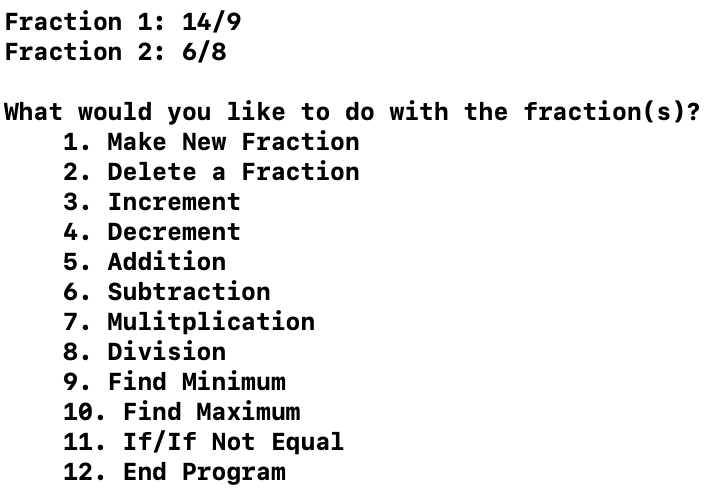 Fraction 1: 14/9
Fraction 2: 6/8
What would you like to do with the fraction(s)?
1. Make New Fraction
2. Delete a Fraction
3. Increment
4. Decrement
5. Addition
6. Subtraction
7. Mulitplication
8. Division
9. Find Minimum
10. Find Maximum
11. If/If Not Equal
12. End Program